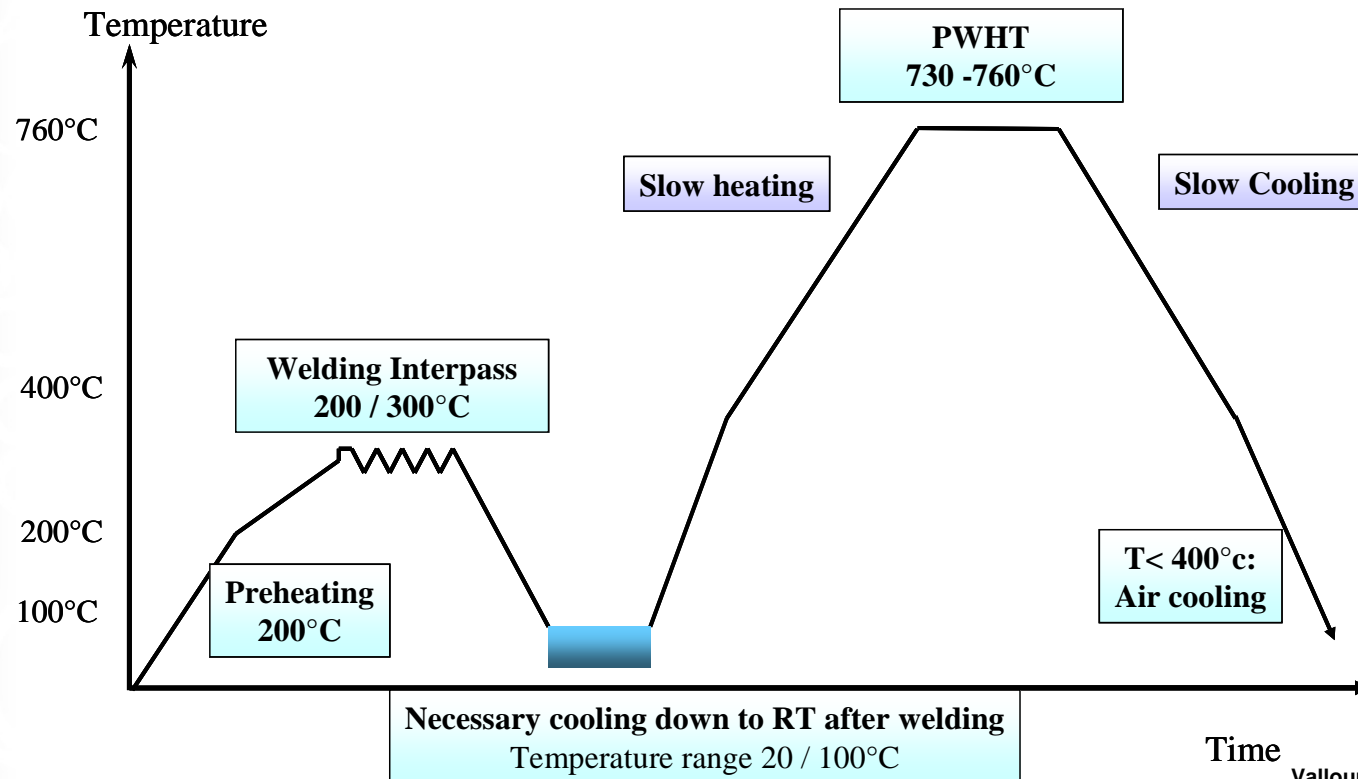 Temperature
PWHT
730 -760°C
760°C
Slow heating
Slow Cooling
Welding Interpass
200 / 300°C
400°C
200°C
Preheating
200°C
100°C
T< 400°c:
Air cooling
Necessary cooling down to RT after welding
Temperature range 20 / 100°C
Time